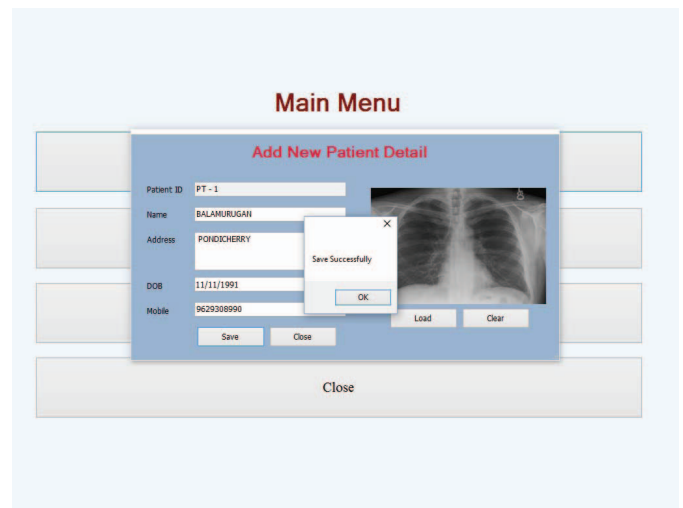 Main Menu
Add New Patient Detail
Patient ID PT - 1
Name BALAMURUGAN
Address PONDICHERRY
Save Successfully
DOB 11/11/1991
OK
Mobile 9629308990
Load Clear
Save Close
Close